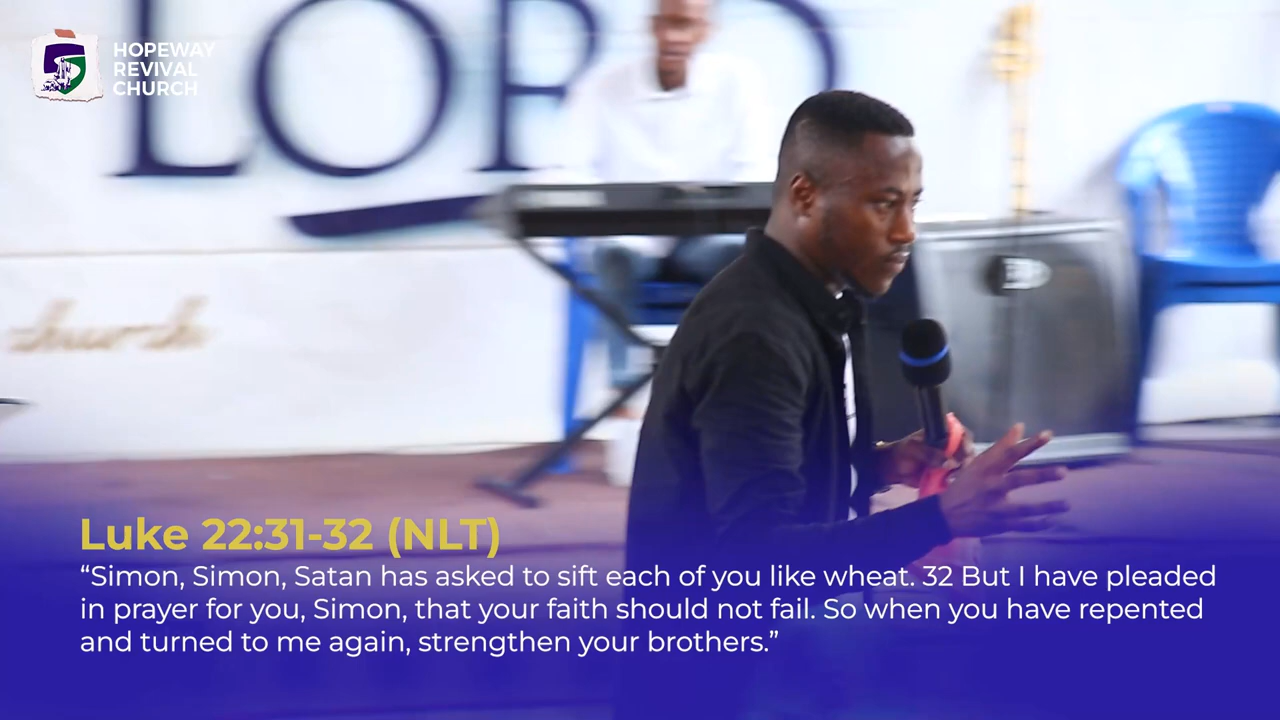 HOPEWAY
REVIVAL
CHURCH
LORD
church
Luke 22:31-32 (NLT)
“Simon, Simon, Satan has asked to sift each of you like wheat. 32 But I have pleaded
in prayer for you, Simon, that your faith should not fail. So when you have repented
and turned to me again, strengthen your brothers.”